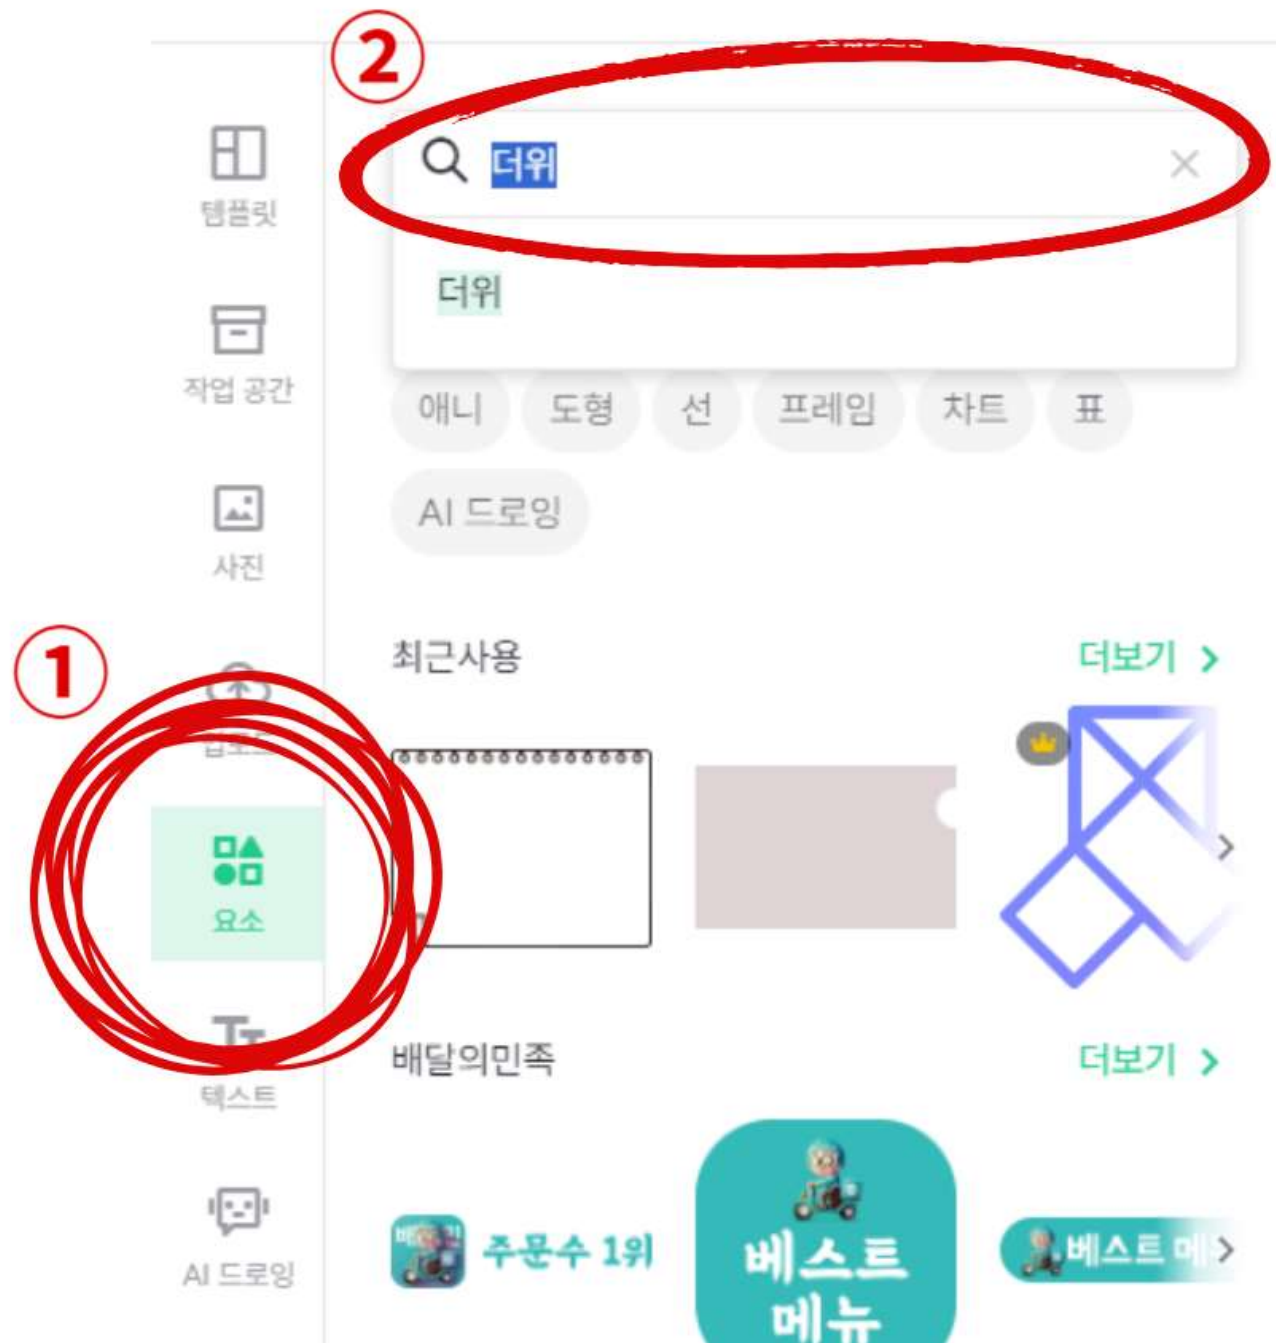 ②
더위
더위
템플릿
작업 공간
사진
①
요소
텍스트
AI 드로잉
애니 도형 선 프레임 차트 표
AI 드로잉
최근사용 더보기
배달의민족 더보기
주문수 1위
베스트
메뉴
베스트